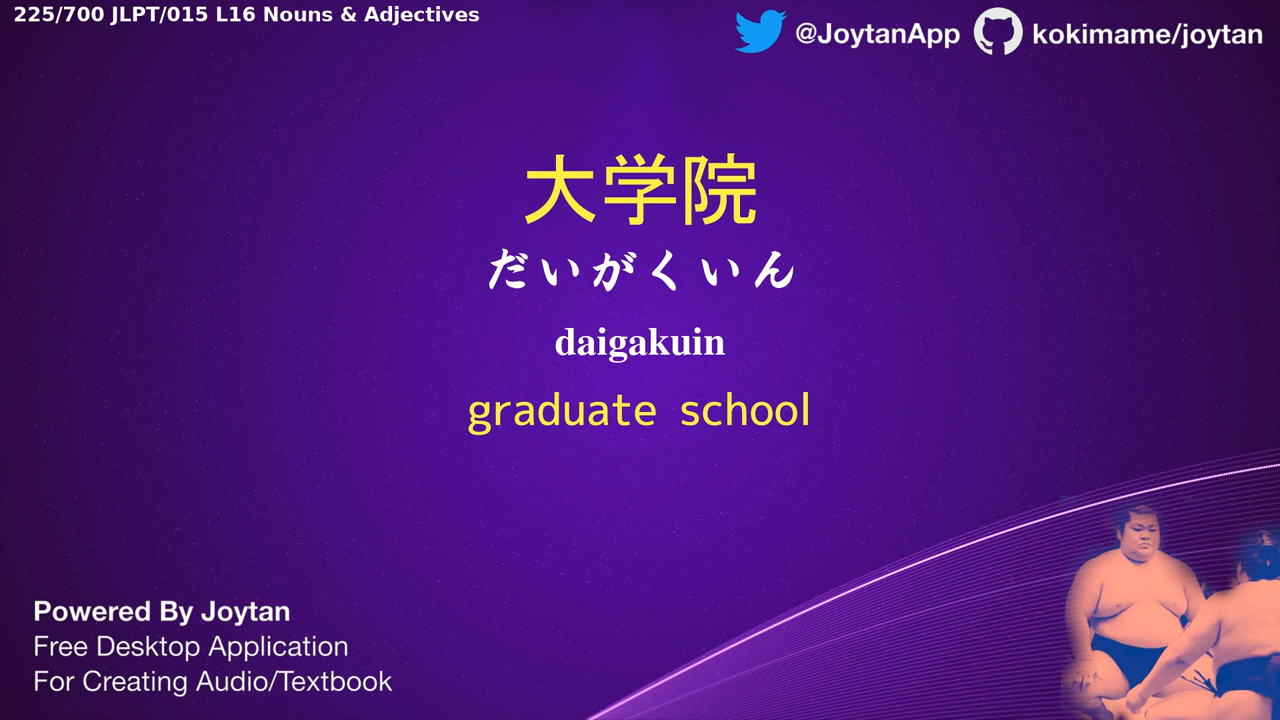 225/700 JLPT/015 L16 Nouns & Adjectives
@JoytanApp kokimame/joytan
大学院
だいがくいん
daigakuin
graduate school
Powered By Joytan
Free Desktop Application
For Creating Audio/Textbook